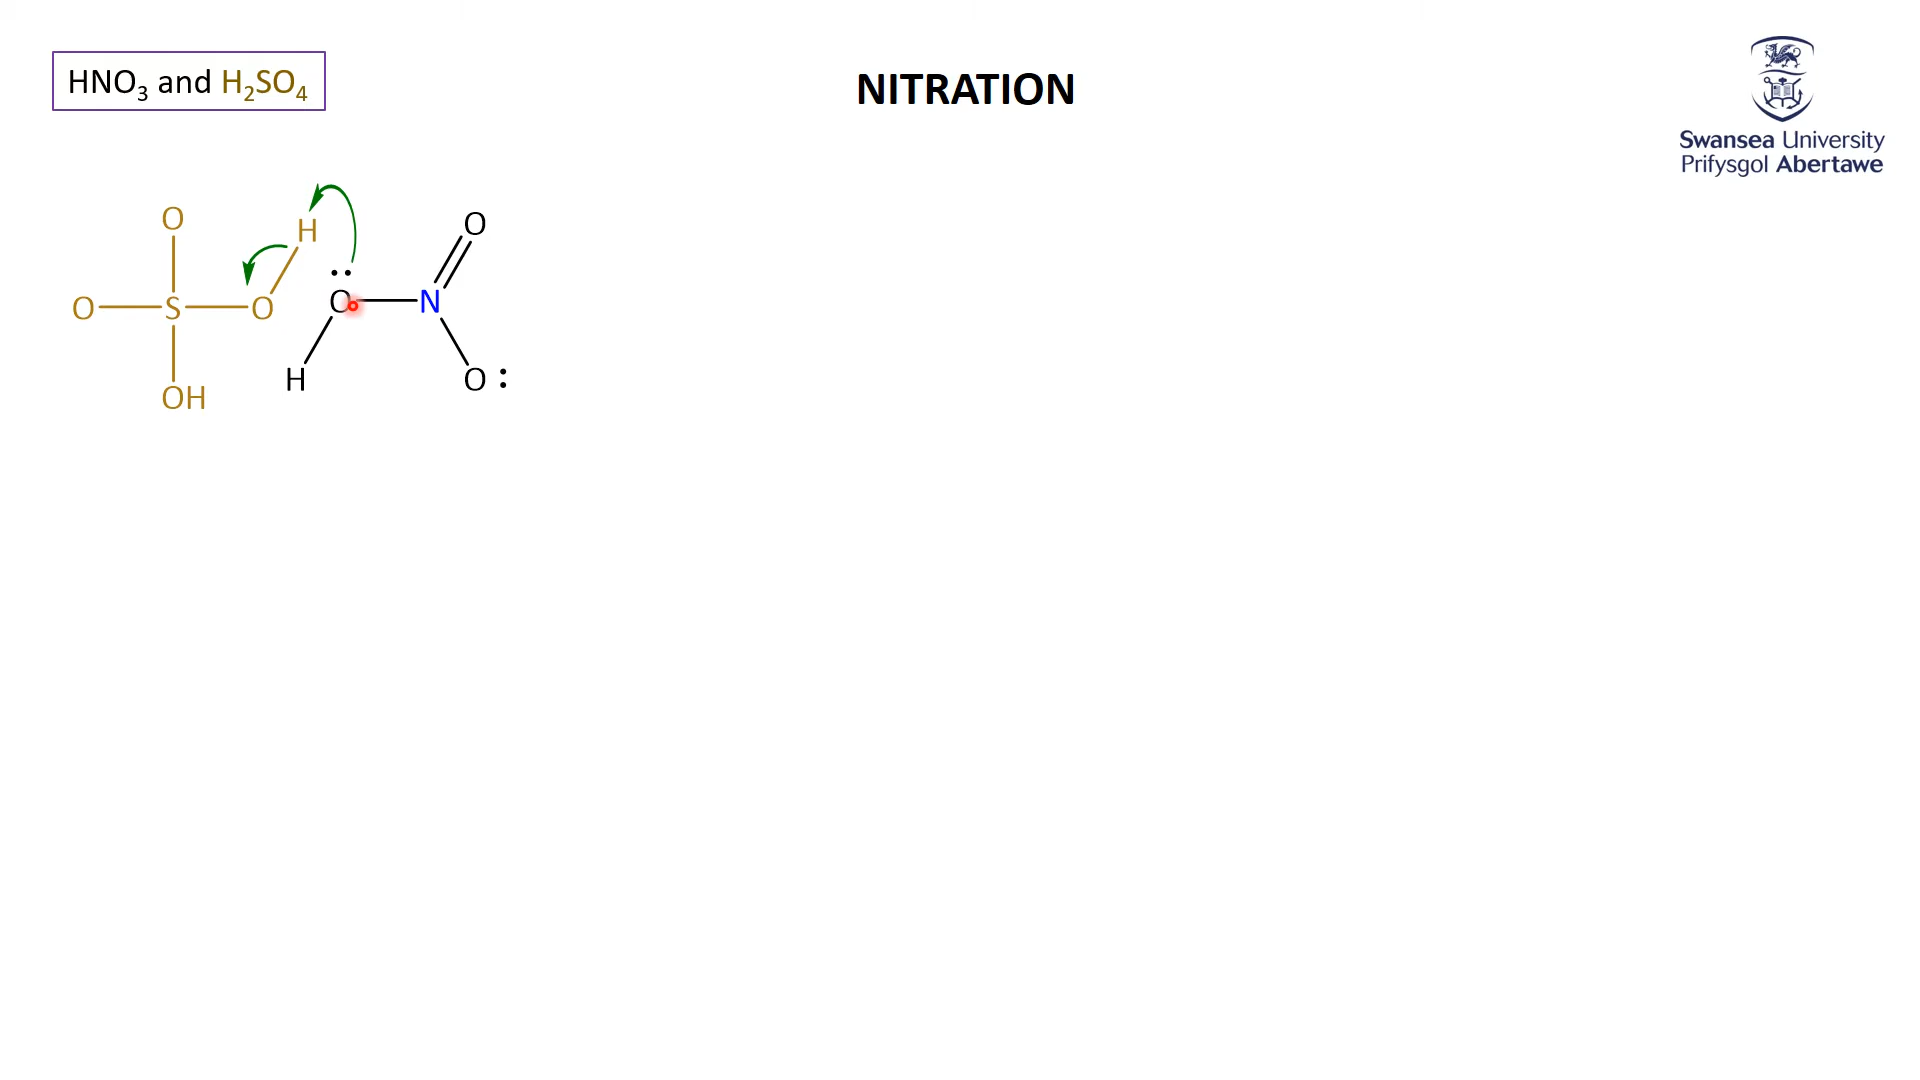 HNO₃ and H₂SO₄
NITRATION
Swansea University
Prifysgol Abertawe
O
H
O
O
S
O
O
N
H
O :
OH